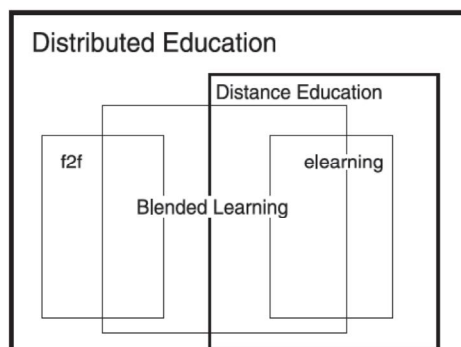 Distributed Education
Distance Education
f2f
elearning
Blended Learning